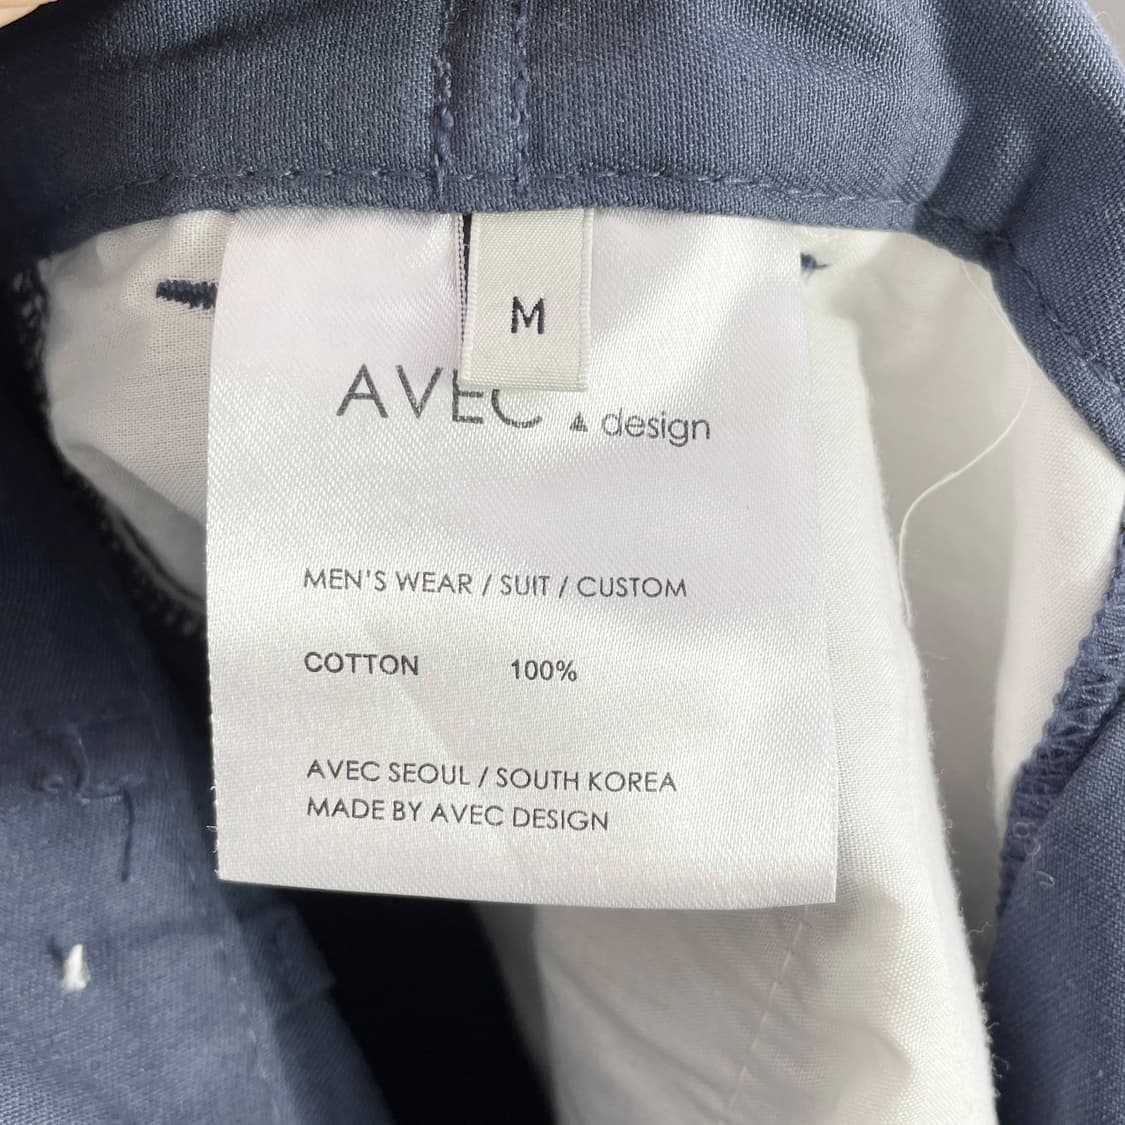 M
AVEC design
MEN'S WEAR / SUIT / CUSTOM
COTTON 100%
AVEC SEOUL / SOUTH KOREA
MADE BY AVEC DESIGN